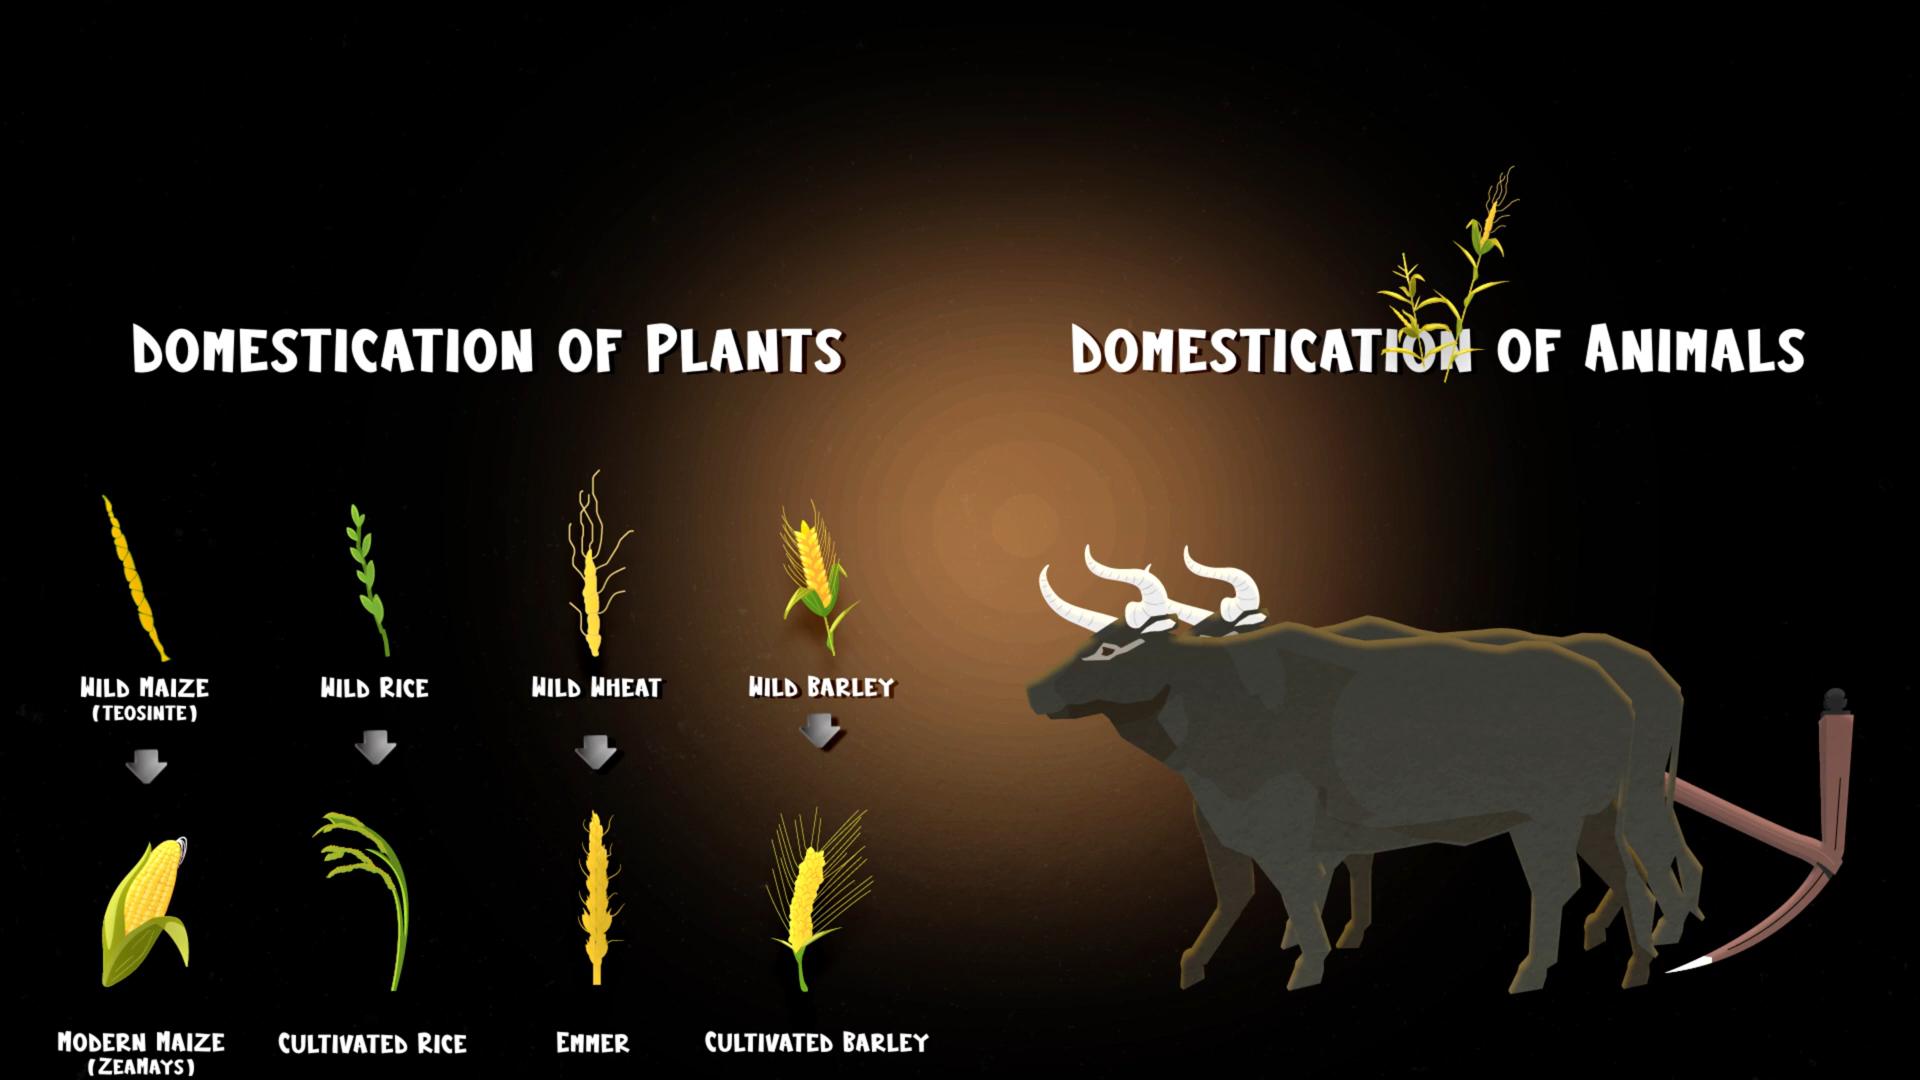 Domestication of Plants
Domestication of Animals
Wild Maize
(Teosinte)
Wild Rice
Wild Wheat
Wild Barley
Modern Maize
(ZeaMays)
Cultivated Rice
Emmer
Cultivated Barley